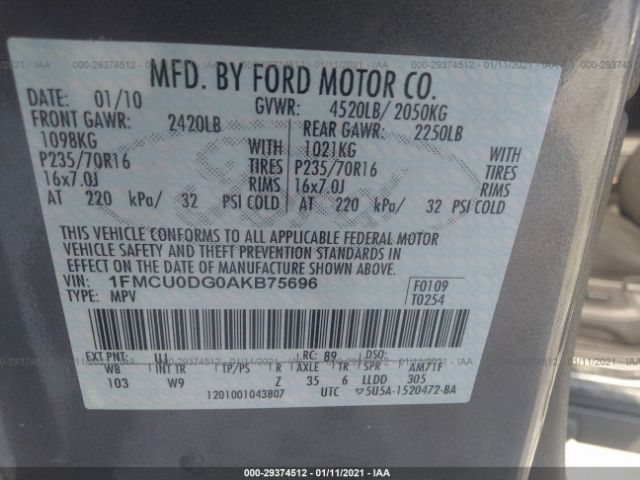 000-29374512 - 01/11/2021 - IAA
MFD. BY FORD MOTOR CO.
DATE: 01/10 GVWR: 4520LB/ 2050KG
FRONT GAWR: 2420LB REAR GAWR: 2250LB
1098KG WITH 1021KG WITH
P235/70R16 TIRES P235/70R16 TIRES
16x7.0J RIMS 16x7.0J RIMS
AT 220 kPa/ 32 PSI COLD AT 220 kPa/ 32 PSI COLD
THIS VEHICLE CONFORMS TO ALL APPLICABLE FEDERAL MOTOR
VEHICLE SAFETY AND THEFT PREVENTION STANDARDS IN
EFFECT ON THE DATE OF MANUFACTURE SHOWN ABOVE.
VIN: 1FMCU0DG0AKB75696 F0109
TYPE: MPV T0254
EXT PNT: UJ RC: 89 DSO:
WB INT TR TP/PS R AXLE TR SPR AM71F
103 W9 Z 35 6 LLDD 305
1201001043807 UTC ▽5U5A-1520472-BA
000-29374512 - 01/11/2021 - IAA